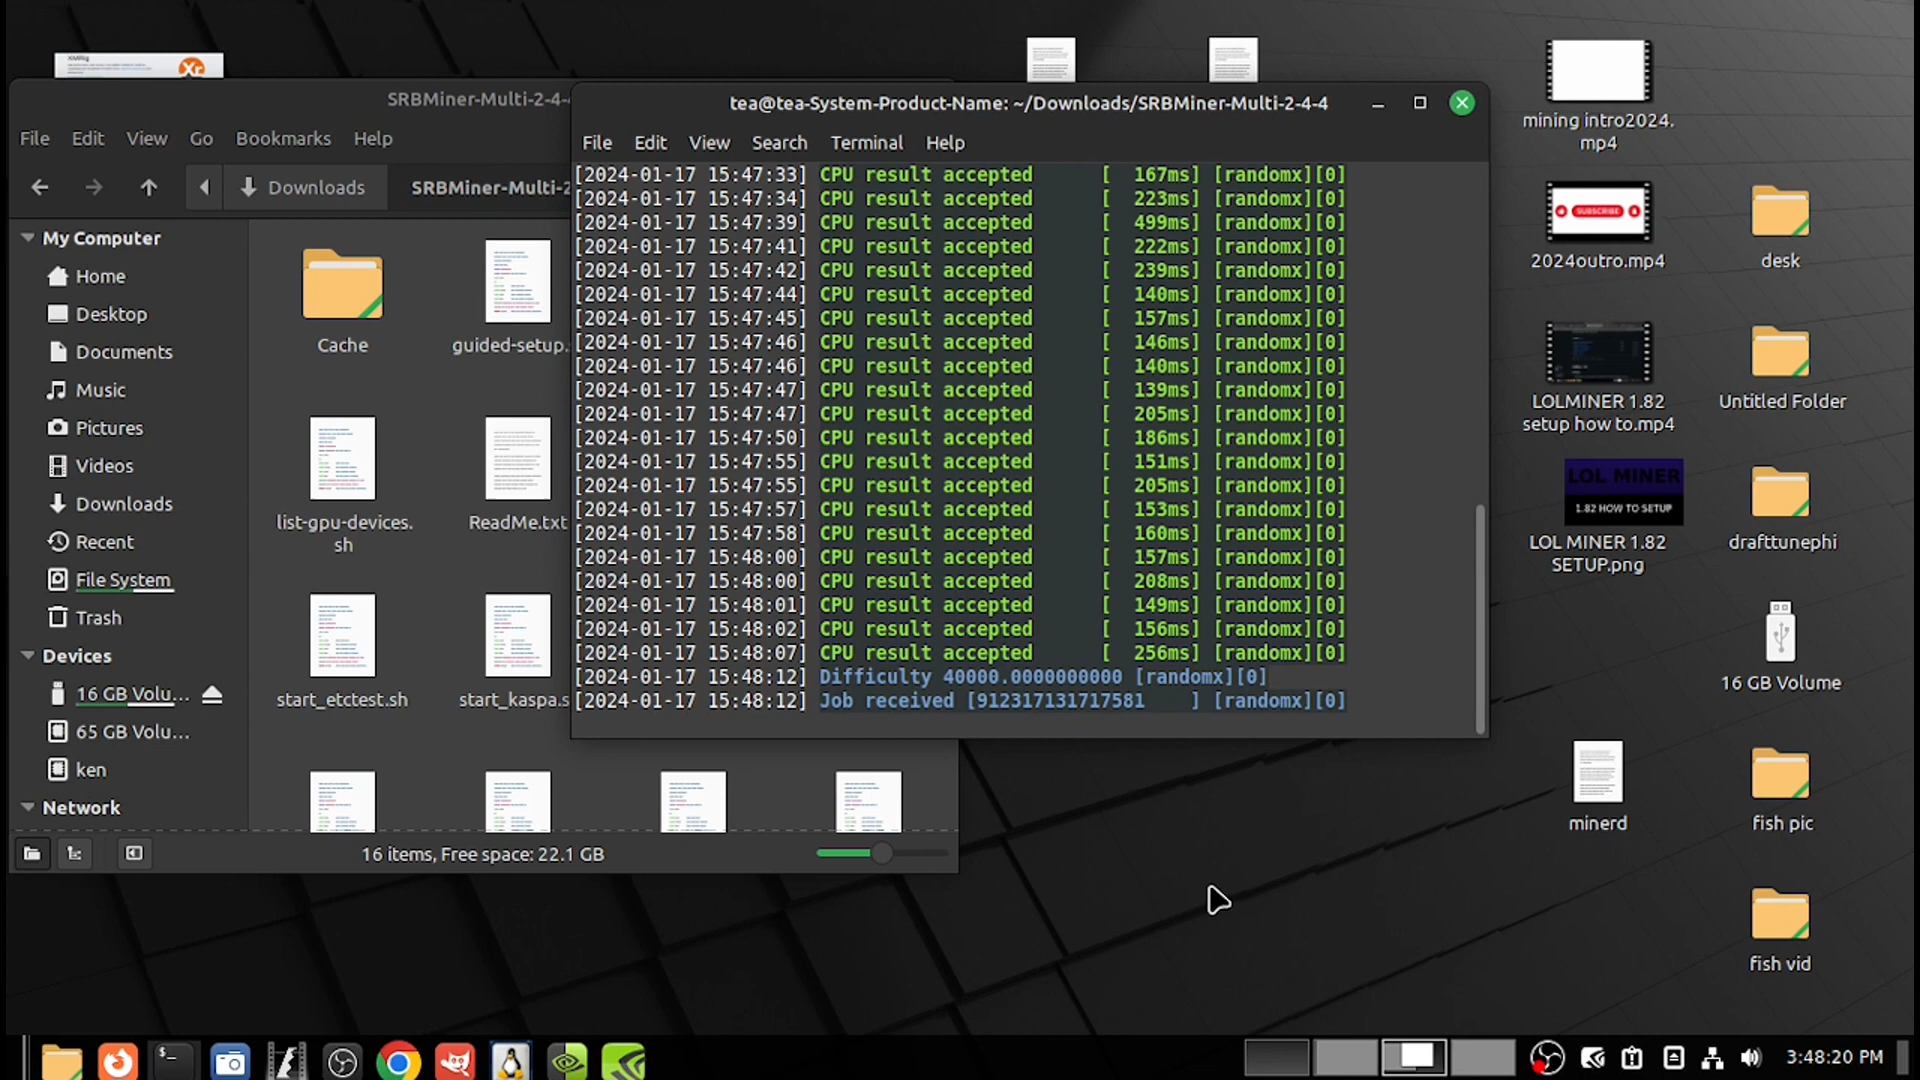 XMRig
SRBMiner-Multi-2-4-4
File Edit View Go Bookmarks Help
Downloads SRBMiner-Multi-2
My Computer
Home
Desktop
Documents
Music
Pictures
Videos
Downloads
Recent
File System
Trash
Devices
16 GB Volu...
65 GB Volu...
ken
Network
Cache
guided-setup.
list-gpu-devices.
sh
ReadMe.txt
start_etctest.sh
start_kaspa.s
16 items, Free space: 22.1 GB
tea@tea-System-Product-Name: ~/Downloads/SRBMiner-Multi-2-4-4
File Edit View Search Terminal Help
[2024-01-17 15:47:33] CPU result accepted [ 167ms] [randomx][0]
[2024-01-17 15:47:34] CPU result accepted [ 223ms] [randomx][0]
[2024-01-17 15:47:39] CPU result accepted [ 499ms] [randomx][0]
[2024-01-17 15:47:41] CPU result accepted [ 222ms] [randomx][0]
[2024-01-17 15:47:42] CPU result accepted [ 239ms] [randomx][0]
[2024-01-17 15:47:44] CPU result accepted [ 140ms] [randomx][0]
[2024-01-17 15:47:45] CPU result accepted [ 157ms] [randomx][0]
[2024-01-17 15:47:46] CPU result accepted [ 146ms] [randomx][0]
[2024-01-17 15:47:46] CPU result accepted [ 140ms] [randomx][0]
[2024-01-17 15:47:47] CPU result accepted [ 139ms] [randomx][0]
[2024-01-17 15:47:47] CPU result accepted [ 205ms] [randomx][0]
[2024-01-17 15:47:50] CPU result accepted [ 186ms] [randomx][0]
[2024-01-17 15:47:55] CPU result accepted [ 151ms] [randomx][0]
[2024-01-17 15:47:55] CPU result accepted [ 205ms] [randomx][0]
[2024-01-17 15:47:57] CPU result accepted [ 153ms] [randomx][0]
[2024-01-17 15:47:58] CPU result accepted [ 160ms] [randomx][0]
[2024-01-17 15:48:00] CPU result accepted [ 157ms] [randomx][0]
[2024-01-17 15:48:00] CPU result accepted [ 208ms] [randomx][0]
[2024-01-17 15:48:01] CPU result accepted [ 149ms] [randomx][0]
[2024-01-17 15:48:02] CPU result accepted [ 156ms] [randomx][0]
[2024-01-17 15:48:07] CPU result accepted [ 256ms] [randomx][0]
[2024-01-17 15:48:12] Difficulty 40000.0000000000 [randomx][0]
[2024-01-17 15:48:12] Job received [912317131717581 ] [randomx][0]
mining intro2024.
mp4
SUBSCRIBE
2024outro.mp4
desk
LOLMINER 1.82
setup how to.mp4
Untitled Folder
LOL MINER
1.82 HOW TO SETUP
LOL MINER 1.82
SETUP.png
drafttunephi
16 GB Volume
minerd
fish pic
fish vid
3:48:20 PM